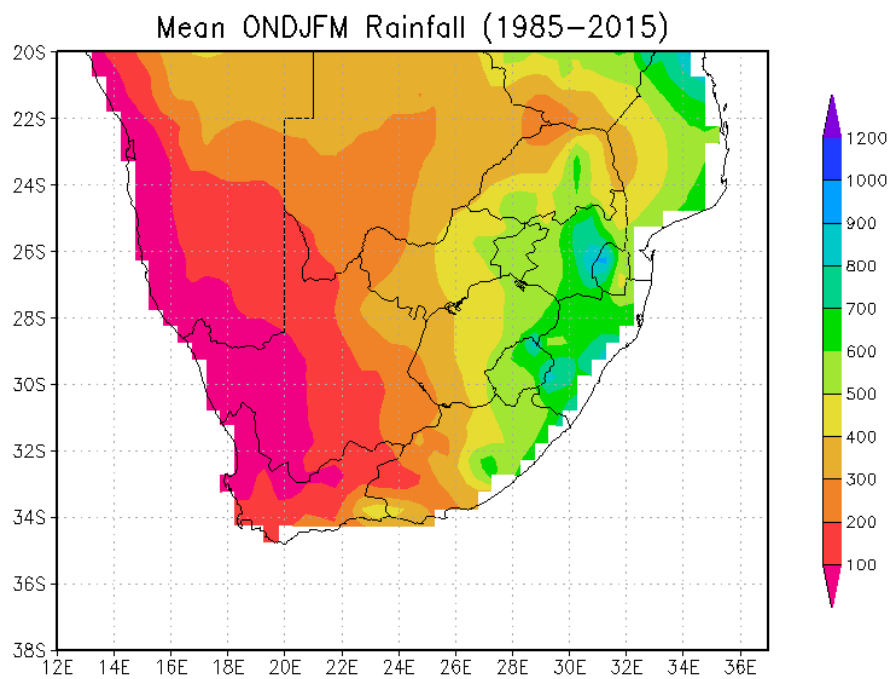 Mean ONDJFM Rainfall (1985-2015)
20S
22S
24S
26S
28S
30S
32S
34S
36S
38S
12E 14E 16E 18E 20E 22E 24E 26E 28E 30E 32E 34E 36E
1200
1000
900
800
700
600
500
400
300
200
100